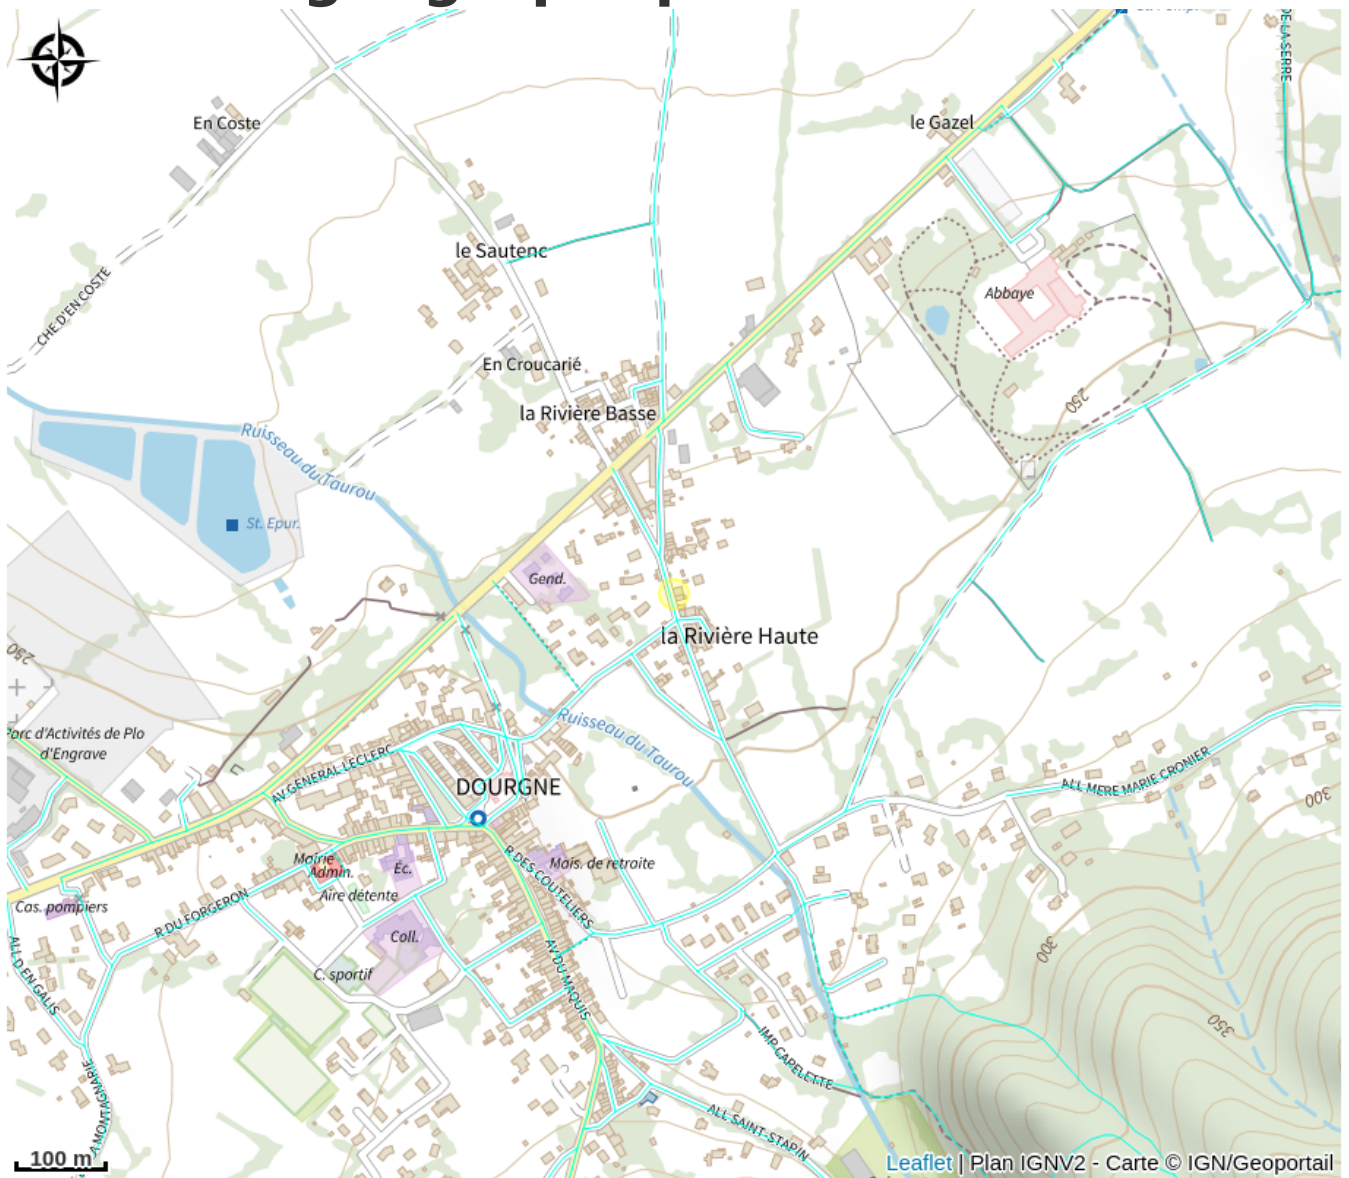 DE LA SERRE
En Coste
le Gazel
le Sautenc
Abbaye
CHE D'EN COSTE
En Croucarié
250
la Rivière Basse
Ruisseau du Taurou
St. Epur.
Gend.
la Rivière Haute
250
Ruisseau du Taurou
Parc d'Activités de Plo
d'Engrave
AV GENERAL LECLERC
DOURGNE
ALL MERE MARIE CRONIER
300
Mairie
Admin.
Éc.
R DES COUTELIERS
Mais. de retraite
Aire détente
Cas. pompiers
R DU FORGERON
Coll.
300
ALL D'EN GALIS
C. sportif
AV DU MAQUIS
350
IMP CAPELETTE
A MONTAGNARIE
ALL SAINT-STAPIN
100 m
Leaflet | Plan IGNV2 - Carte © IGN/Geoportail